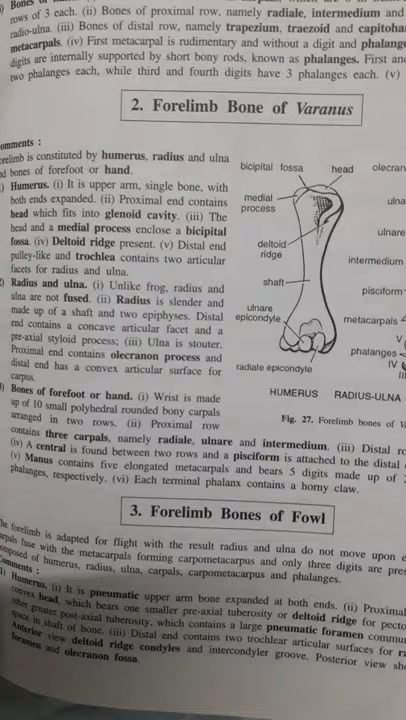 Bones of
rows of 3 each. (ii) Bones of proximal row, namely radiale, intermedium and
radio-ulna. (iii) Bones of distal row, namely trapezium, traezoid and capitohar
metacarpals. (iv) First metacarpal is rudimentary and without a digit and phalange
digits are internally supported by short bony rods, known as phalanges. First and
two phalanges each, while third and fourth digits have 3 phalanges each. (v)
2. Forelimb Bone of Varanus
omments :
orelimb is constituted by humerus, radius and ulna
nd bones of forefoot or hand.
) Humerus. (i) It is upper arm, single bone, with
both ends expanded. (ii) Proximal end contains
head which fits into glenoid cavity. (iii) The
head and a medial process enclose a bicipital
fossa. (iv) Deltoid ridge present. (v) Distal end
pulley-like and trochlea contains two articular
facets for radius and ulna.
) Radius and ulna. (i) Unlike frog, radius and
ulna are not fused. (ii) Radius is slender and
made up of a shaft and two epiphyses. Distal
end contains a concave articular facet and a
pre-axial styloid process; (iii) Ulna is stouter.
Proximal end contains olecranon process and
distal end has a convex articular surface for
carpus.
) Bones of forefoot or hand. (i) Wrist is made
up of 10 small polyhedral rounded bony carpals
arranged in two rows. (ii) Proximal row
contains three carpals, namely radiale, ulnare and intermedium. (iii) Distal ro
(iv) A central is found between two rows and a pisciform is attached to the distal
(v) Manus contains five elongated metacarpals and bears 5 digits made up of 2
phalanges, respectively. (vi) Each terminal phalanx contains a horny claw.
bicipital fossa
head
olecran
medial
process
ulna
ulnare
deltoid
ridge
intermedium
shaft
pisciform
ulnare
epicondyle
metacarpals
V
phalanges
IV
III
radiale epicondyle
HUMERUS
RADIUS-ULNA
Fig. 27. Forelimb bones of V
3. Forelimb Bones of Fowl
he forelimb is adapted for flight with the result radius and ulna do not move upon e
arpals fuse with the metacarpals forming carpometacarpus and only three digits are pres
omposed of humerus, radius, ulna, carpals, carpometacarpus and phalanges.
Comments :
) Humerus. (i) It is pneumatic upper arm bone expanded at both ends. (ii) Proximal
convex head, which bears one smaller pre-axial tuberosity or deltoid ridge for pecto
other greater post-axial tuberosity, which contains a large pneumatic foramen commun
space in shaft of bone. (iii) Distal end contains two trochlear articular surfaces for r
Anterior view deltoid ridge condyles and intercondyler groove. Posterior view sho
foramen and olecranon fossa.